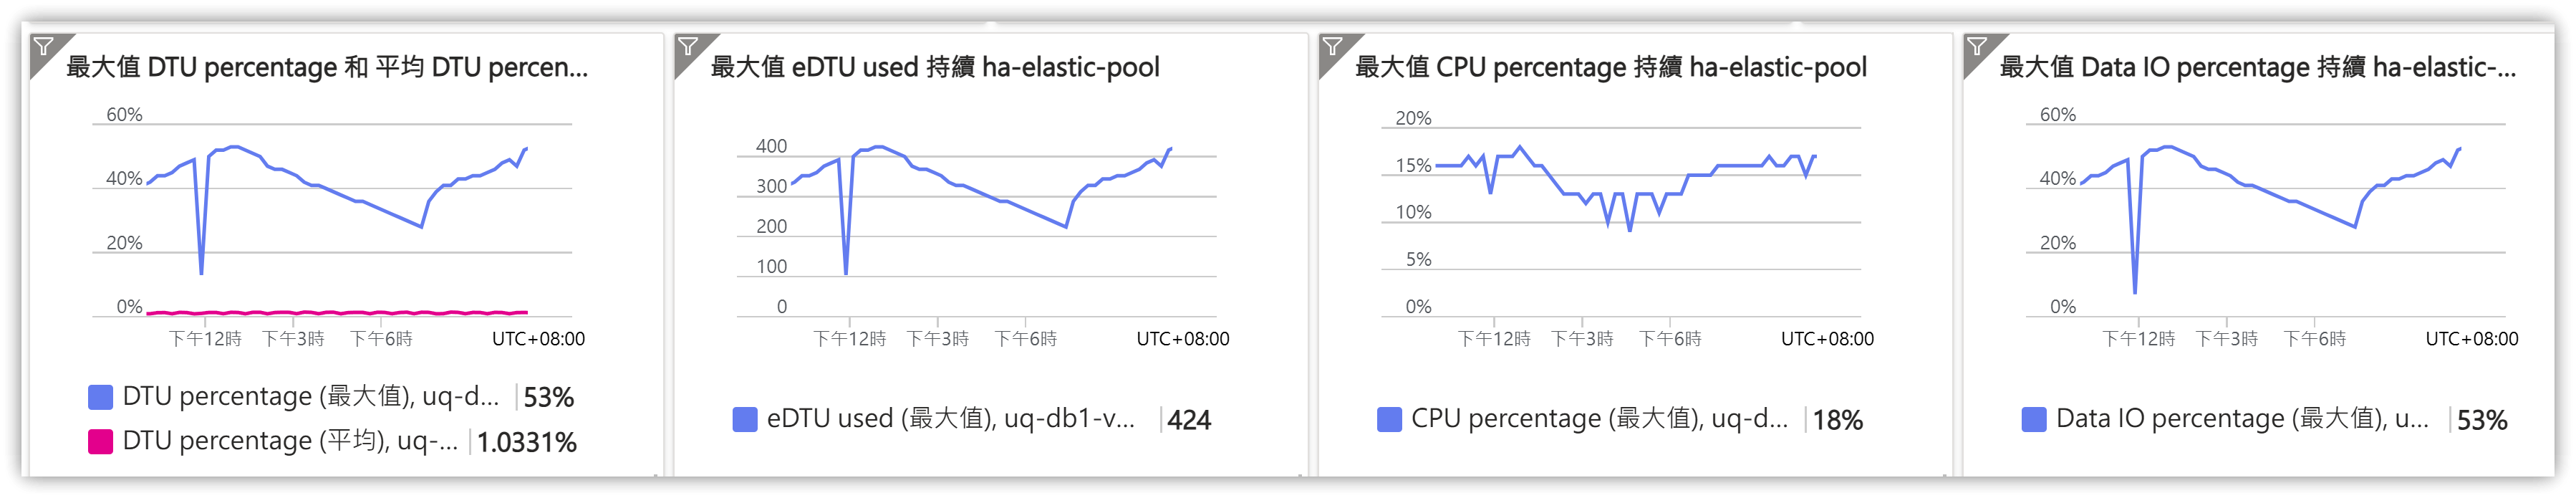 最大值 DTU percentage 和 平均 DTU percen...
60%
40%
20%
0%
下午12時
下午3時
下午6時
UTC+08:00
DTU percentage (最大值), uq-d...
53%
DTU percentage (平均), uq-...
1.0331%
最大值 eDTU used 持續 ha-elastic-pool
400
300
200
100
0
下午12時
下午3時
下午6時
UTC+08:00
eDTU used (最大值), uq-db1-v...
424
最大值 CPU percentage 持續 ha-elastic-pool
20%
15%
10%
5%
0%
下午12時
下午3時
下午6時
UTC+08:00
CPU percentage (最大值), uq-d...
18%
最大值 Data IO percentage 持續 ha-elastic-...
60%
40%
20%
0%
下午12時
下午3時
下午6時
UTC+08:00
Data IO percentage (最大值), u...
53%